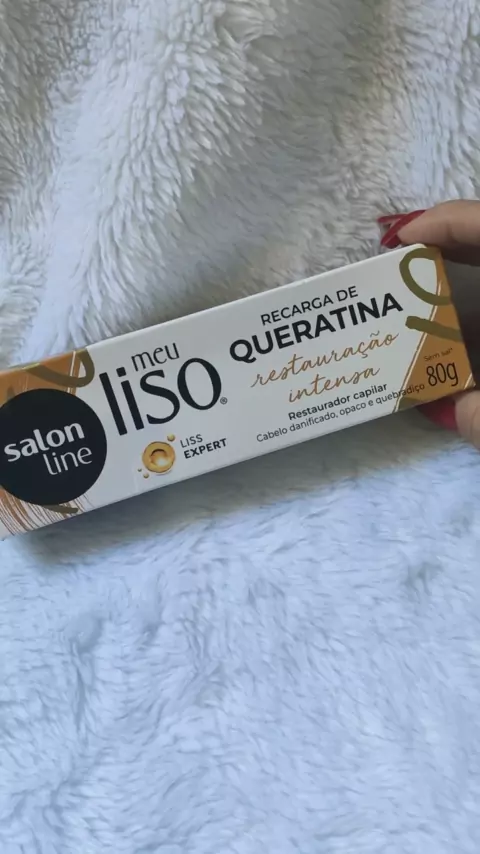 salon
line
meu
liso®
LISS
EXPERT
RECARGA DE
QUERATINA
restauração
intensa
Restaurador capilar
Cabelo danificado, opaco e quebradiço
Sem sal*
80g